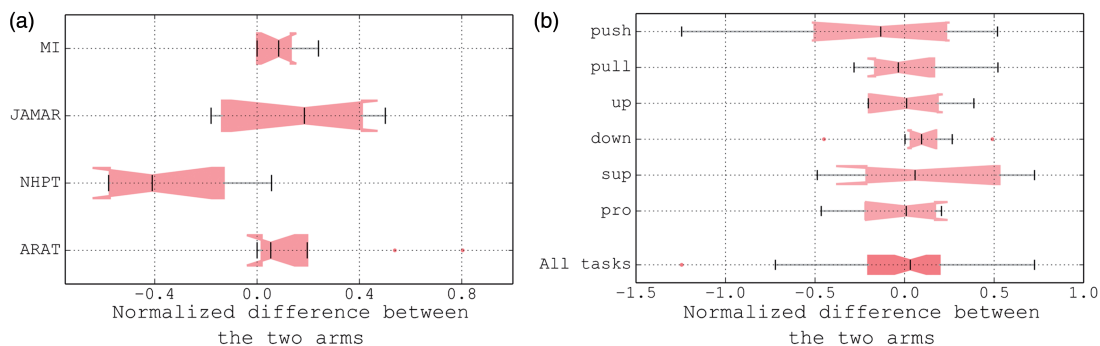 (a)
MI
JAMAR
NHPT
ARAT
−0.4 0.0 0.4 0.8
Normalized difference between
the two arms
(b)
push
pull
up
down
sup
pro
All tasks
−1.5 −1.0 −0.5 0.0 0.5 1.0
Normalized difference between
the two arms